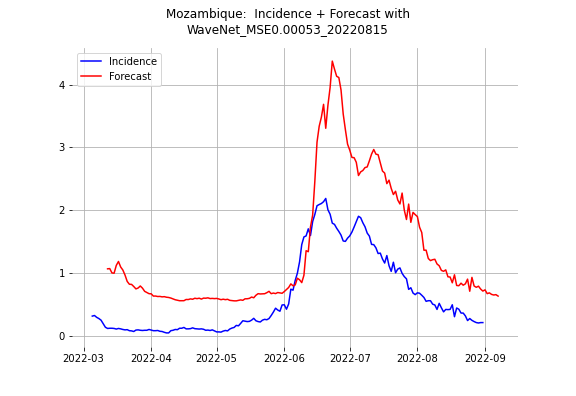 Mozambique:  Incidence + Forecast with
WaveNet_MSE0.00053_20220815
Incidence
Forecast
4
3
2
1
0
2022-03 2022-04 2022-05 2022-06 2022-07 2022-08 2022-09